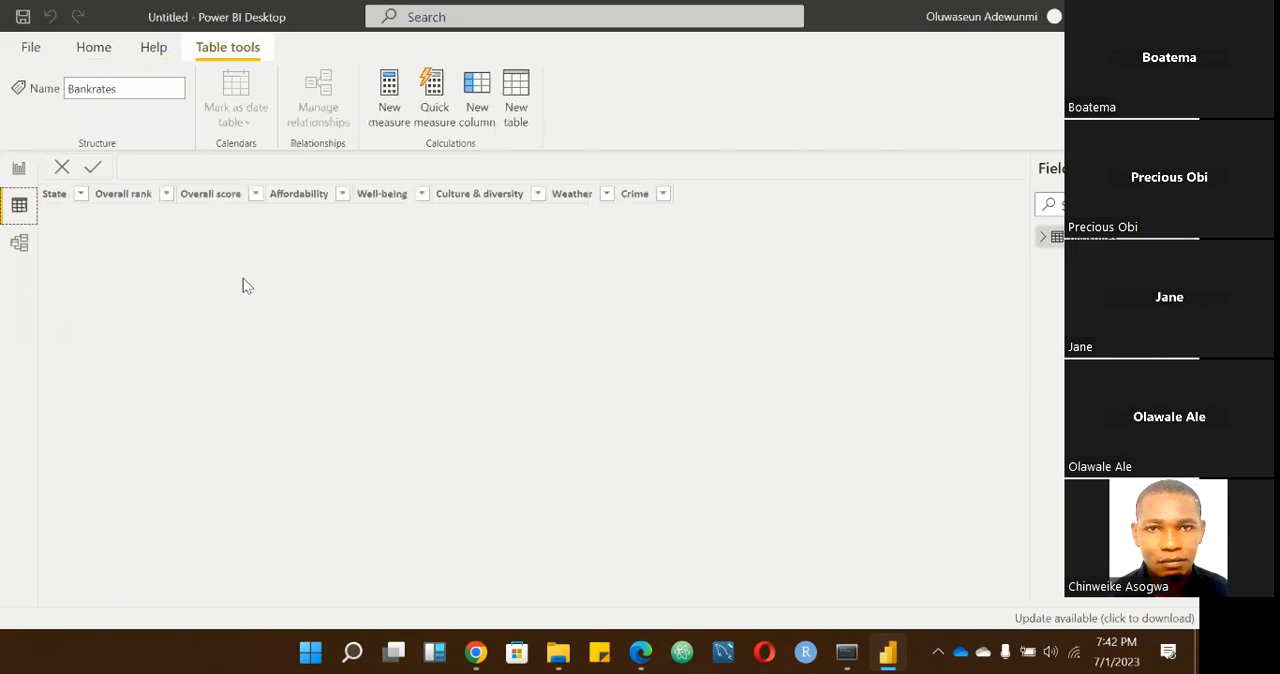 Untitled - Power BI Desktop
Search
Oluwaseun Adewunmi
File
Home
Help
Table tools
Name
Bankrates
Mark as date
table
Manage
relationships
New
measure
Quick
measure
New
column
New
table
Structure
Calendars
Relationships
Calculations
State
Overall rank
Overall score
Affordability
Well-being
Culture & diversity
Weather
Crime
Boatema
Boatema
Precious Obi
Precious Obi
Jane
Jane
Olawale Ale
Olawale Ale
Chinweike Asogwa
Update available (click to download)
R
7:42 PM
7/1/2023